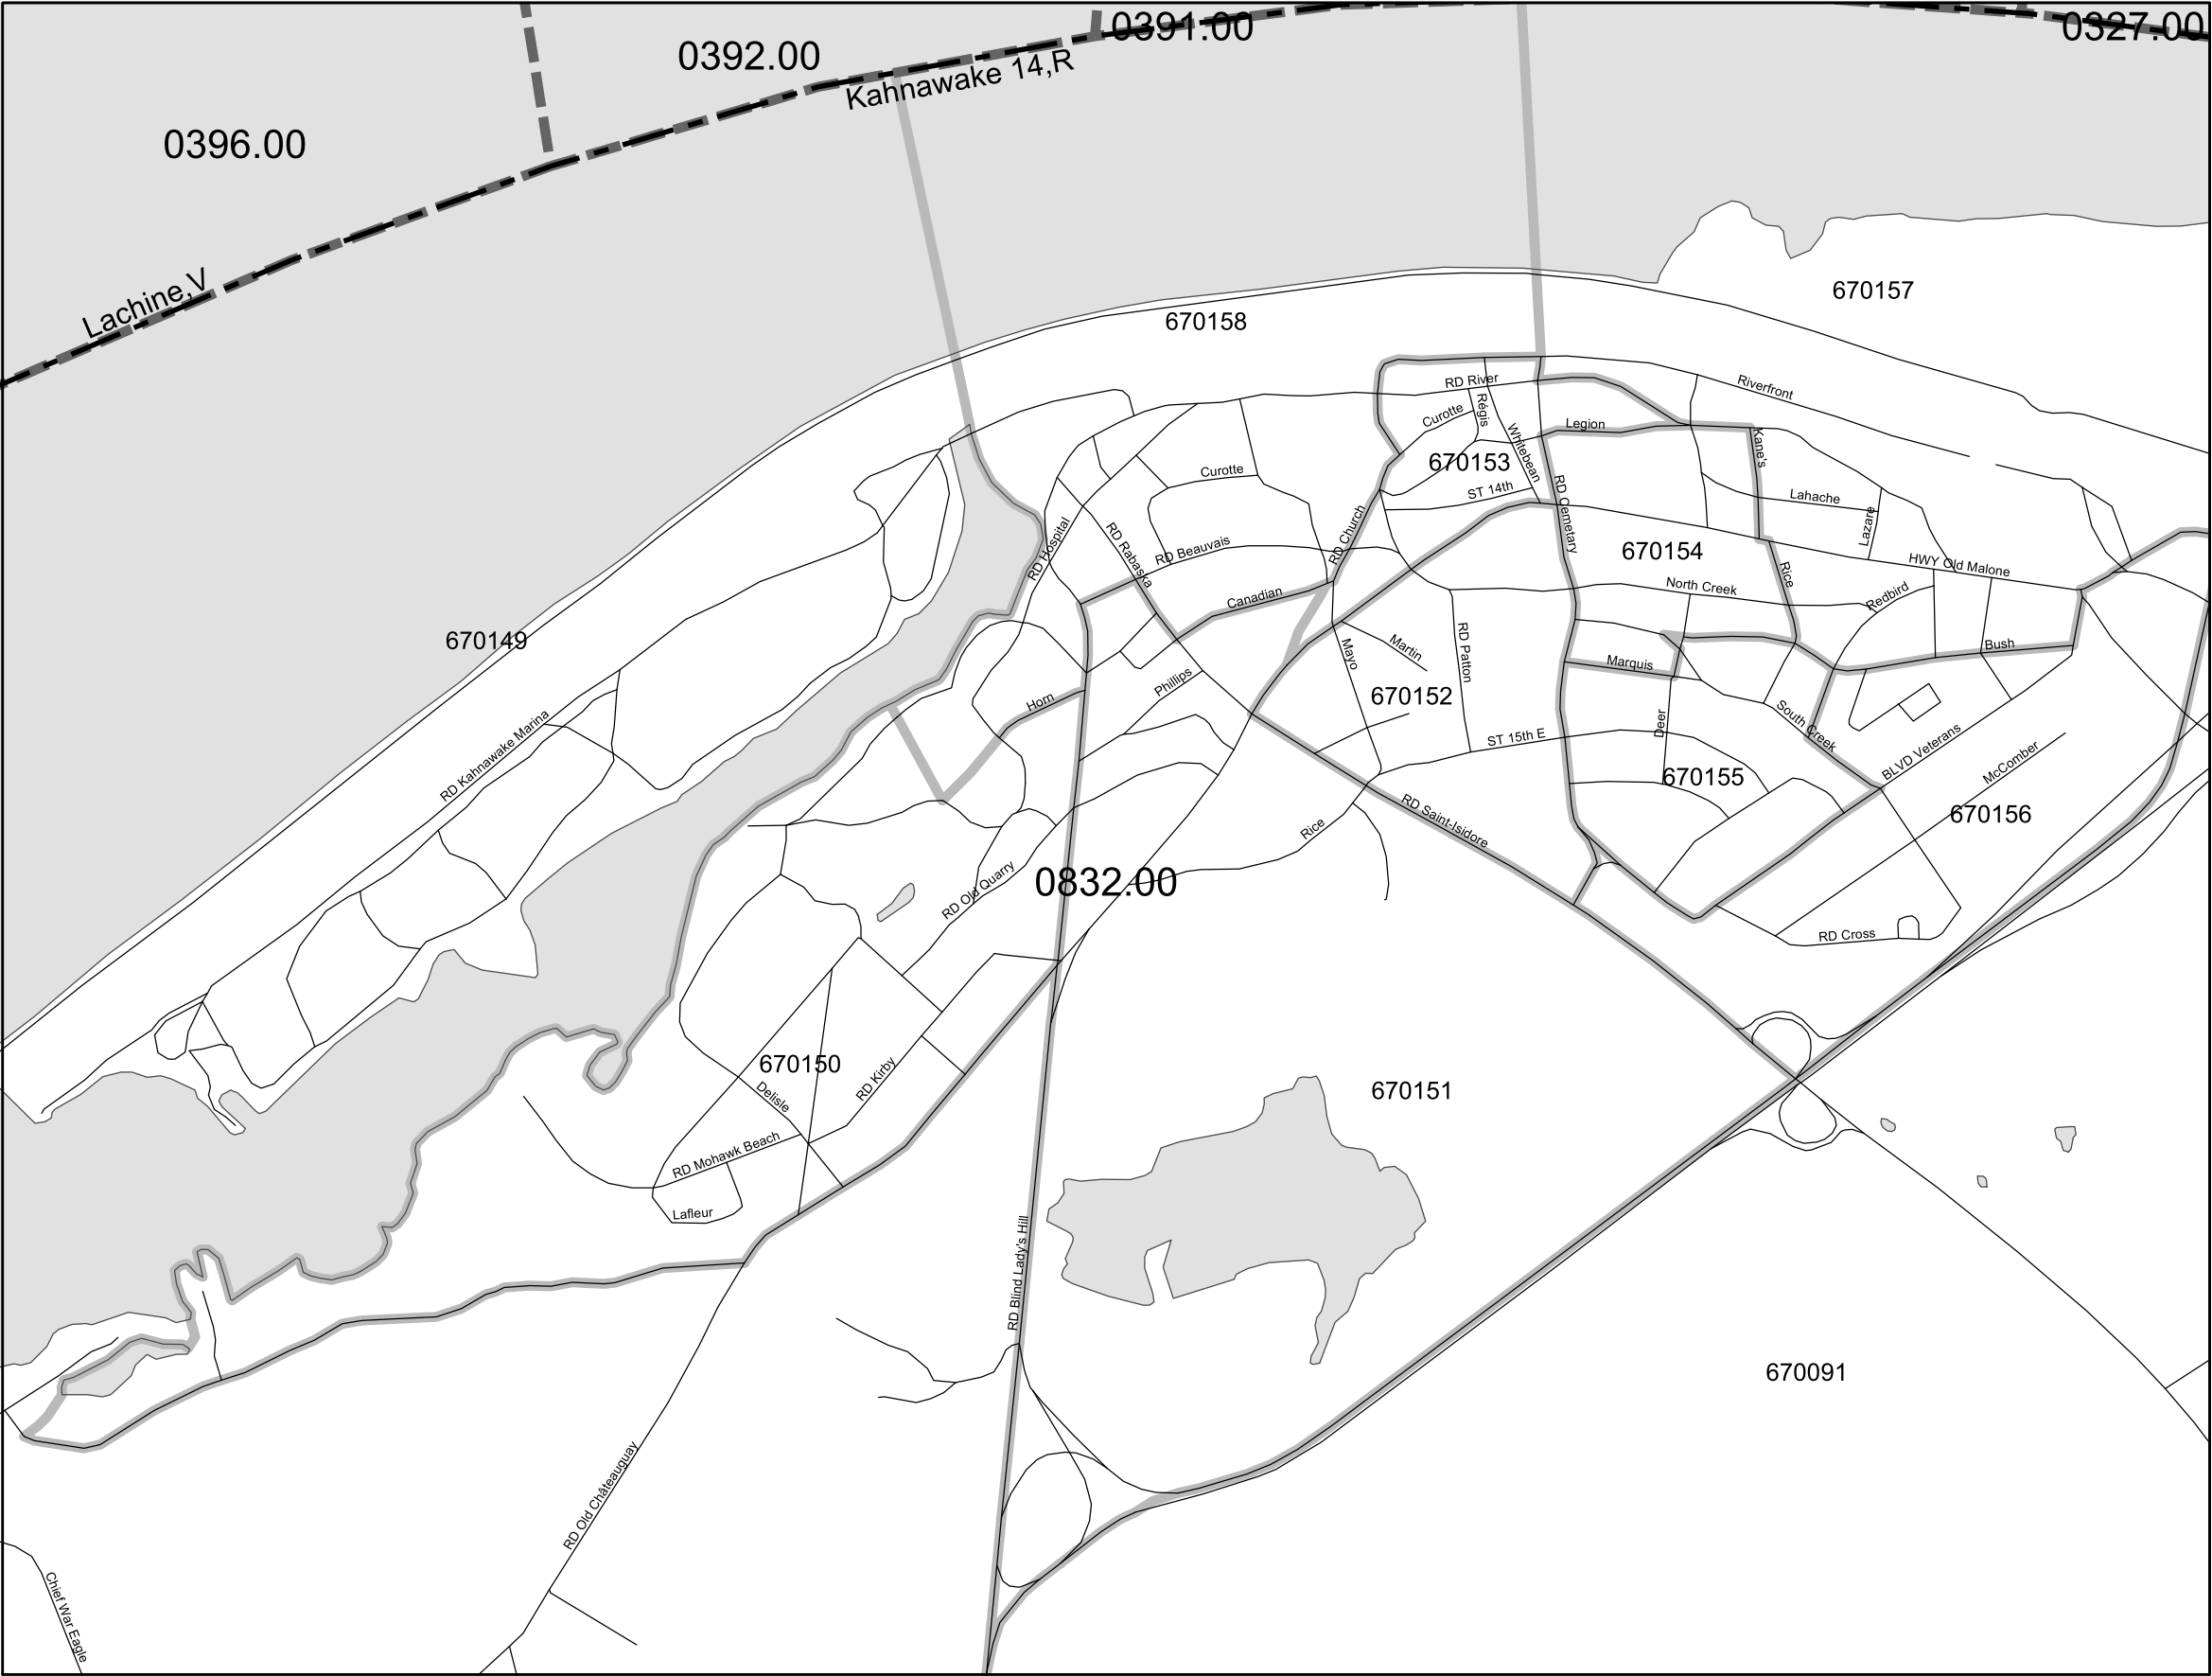 0391.00
0327.00
0392.00
Kahnawake 14,R
0396.00
Lachine,V
670157
670158
RD River
Riverfront
Régis
Curotte
Legion
Whitebean
Kane's
670153
Curotte
ST 14th
Lahache
Lazare
RD Cemetary
RD Church
RD Hospital
RD Rabaska
RD Beauvais
670154
HWY Old Malone
Rice
North Creek
Redbird
Canadian
670149
Mayo
Martin
RD Patton
Bush
Marquis
Phillips
670152
Horn
Deer
South Creek
RD Kahnawake Marina
ST 15th E
BLVD Veterans
McComber
670155
670156
RD Saint-Isidore
Rice
0832.00
RD Old Quarry
RD Cross
670150
RD Kirby
Delisle
670151
RD Mohawk Beach
Lafleur
RD Blind Lady's Hill
670091
RD Old Châteauguay
Chief War Eagle